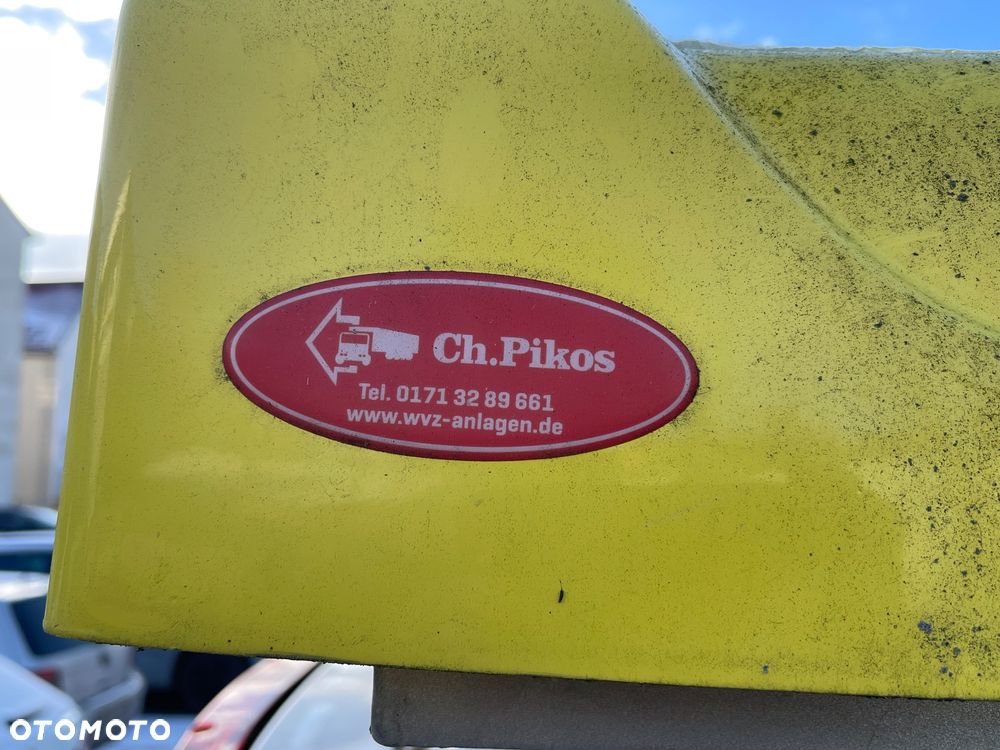 Ch.Pikos
Tel. 0171 32 89 661
www.wvz-anlagen.de
OTOMOTO